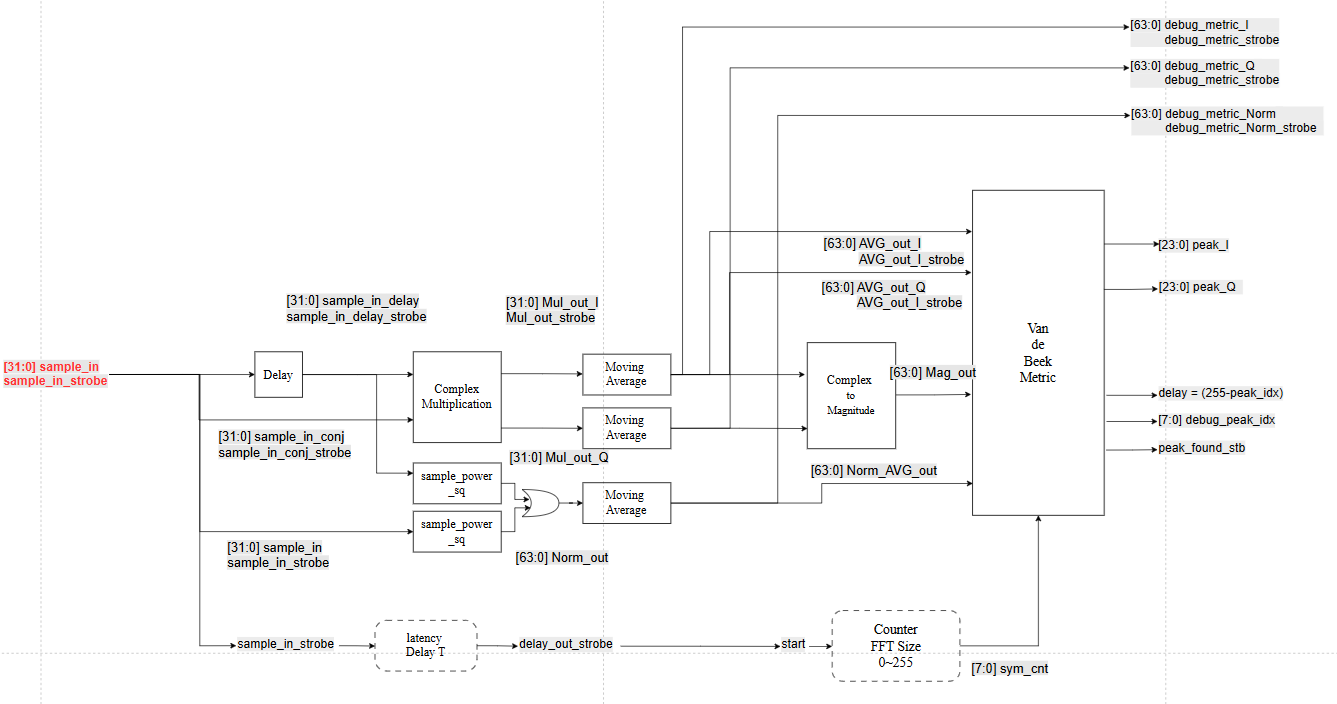 [63:0] debug_metric_I
debug_metric_strobe
[63:0] debug_metric_Q
debug_metric_strobe
[63:0] debug_metric_Norm
debug_metric_Norm_strobe
[63:0] AVG_out_I
AVG_out_I_strobe
[63:0] AVG_out_Q
AVG_out_I_strobe
[23:0] peak_I
[23:0] peak_Q
[31:0] sample_in_delay
sample_in_delay_strobe
[31:0] Mul_out_I
Mul_out_strobe
Van
de
Beek
Metric
[31:0] sample_in
sample_in_strobe
Delay
Complex
Multiplication
Moving
Average
Moving
Average
Complex
to
Magnitude
[63:0] Mag_out
delay = (255-peak_idx)
[7:0] debug_peak_idx
peak_found_stb
[31:0] sample_in_conj
sample_in_conj_strobe
[31:0] Mul_out_Q
sample_power
_sq
sample_power
_sq
Moving
Average
[63:0] Norm_AVG_out
[31:0] sample_in
sample_in_strobe
[63:0] Norm_out
sample_in_strobe
latency
Delay T
delay_out_strobe
start
Counter
FFT Size
0~255
[7:0] sym_cnt